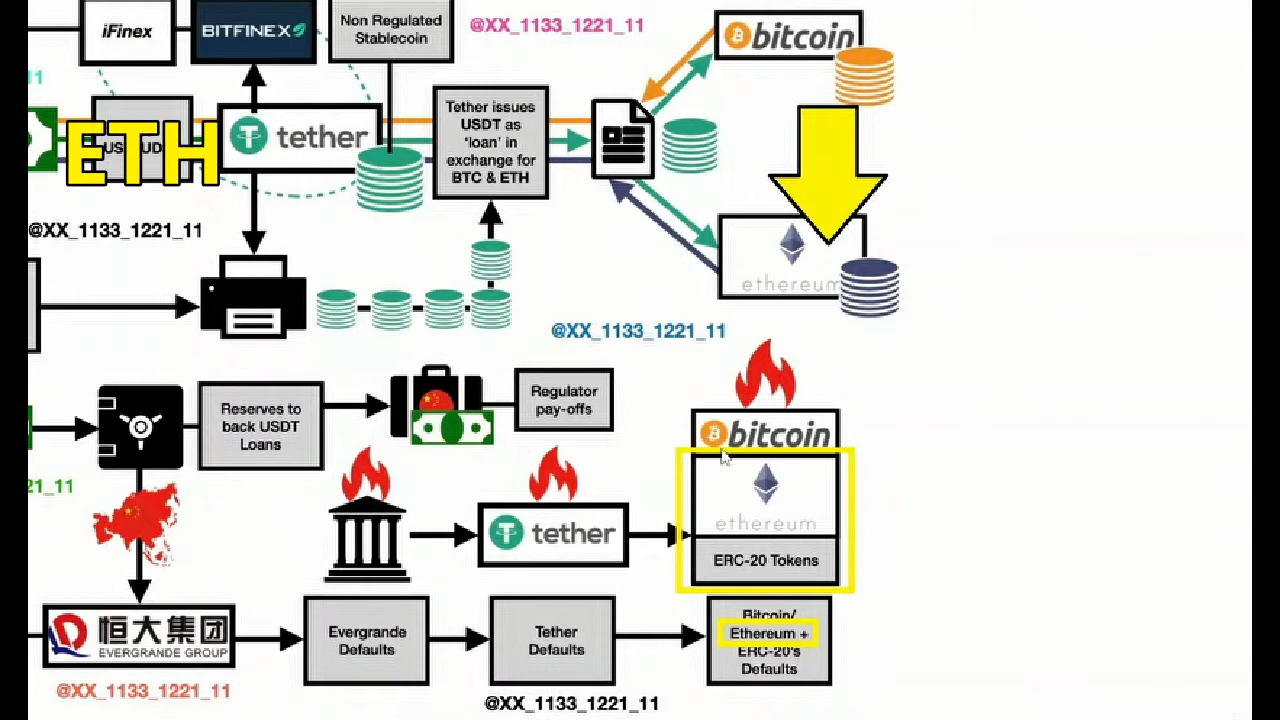 iFinex
BITFINEX
Non Regulated
Stablecoin
@XX_1133_1221_11
bitcoin
11
ETH
tether
Tether issues
USDT as
‘loan’ in
exchange for
BTC & ETH
@XX_1133_1221_11
ethereum
@XX_1133_1221_11
Reserves to
back USDT
Loans
Regulator
pay-offs
bitcoin
21_11
ethereum
tether
ERC-20 Tokens
恒大集团
EVERGRANDE GROUP
Evergrande
Defaults
Tether
Defaults
Bitcoin/
Ethereum +
ERC-20's
Defaults
@XX_1133_1221_11
@XX_1133_1221_11